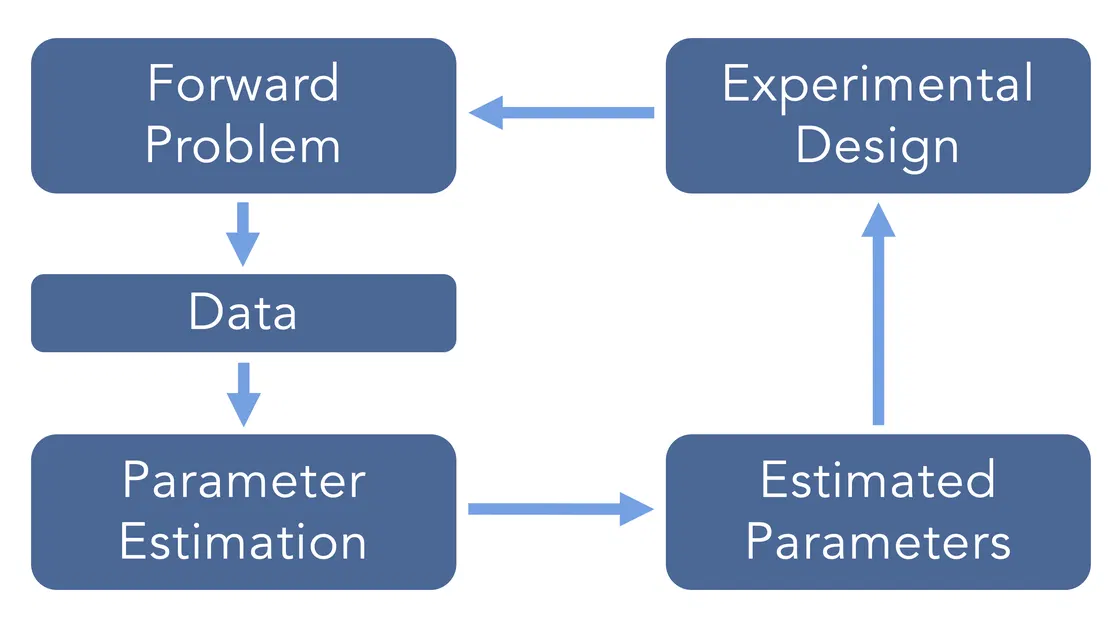 Forward
Problem
Experimental
Design
Data
Parameter
Estimation
Estimated
Parameters